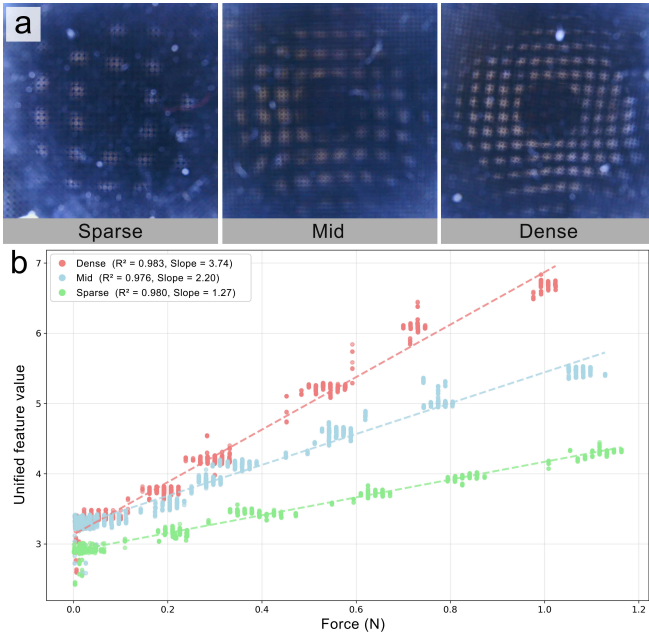 a
Sparse
Mid
Dense
b
Dense (R² = 0.983, Slope = 3.74)
Mid (R² = 0.976, Slope = 2.20)
Sparse (R² = 0.980, Slope = 1.27)
Unified feature value
7
6
5
4
3
0.0 0.2 0.4 0.6 0.8 1.0 1.2
Force (N)